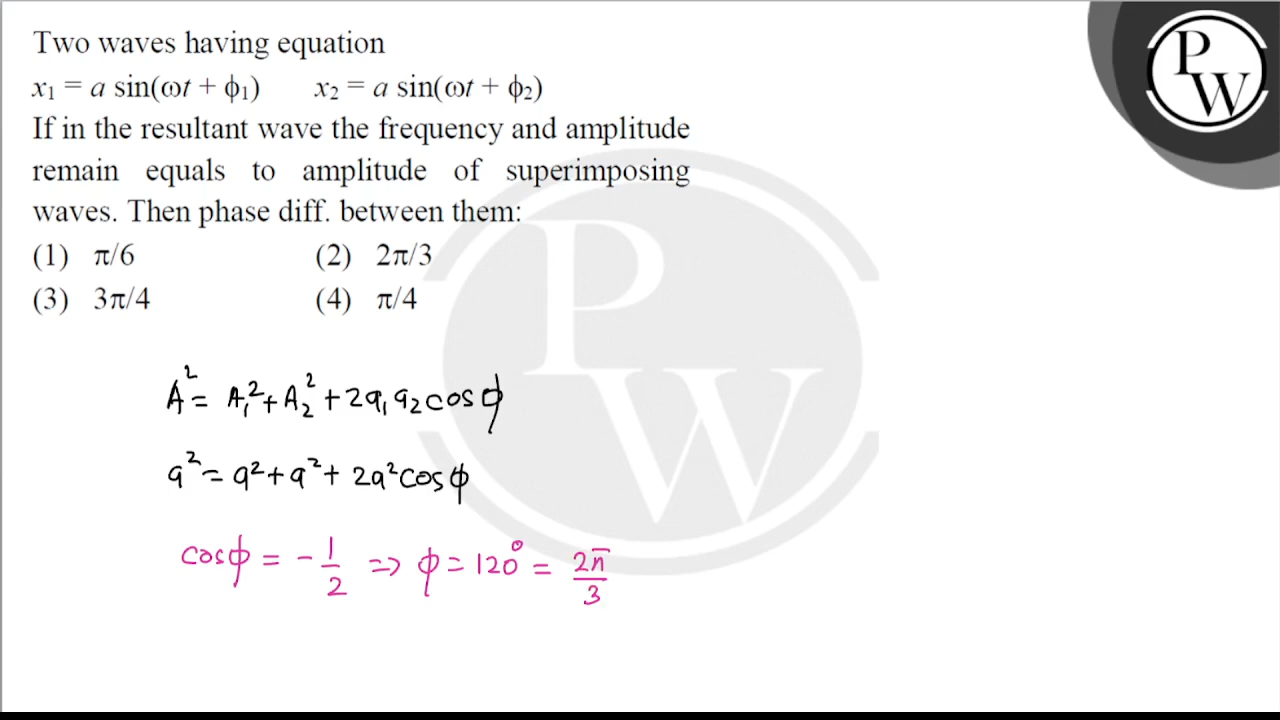 Two waves having equation
x₁ = a sin(ωt + ϕ₁) x₂ = a sin(ωt + ϕ₂)
If in the resultant wave the frequency and amplitude
remain equals to amplitude of superimposing
waves. Then phase diff. between them:
(1) π/6 (2) 2π/3
(3) 3π/4 (4) π/4
A² = A₁² + A₂² + 2a₁a₂cosϕ
a² = a² + a² + 2a²cosϕ
cosϕ = -1/2 => ϕ = 120° = 2π/3
PW
PW